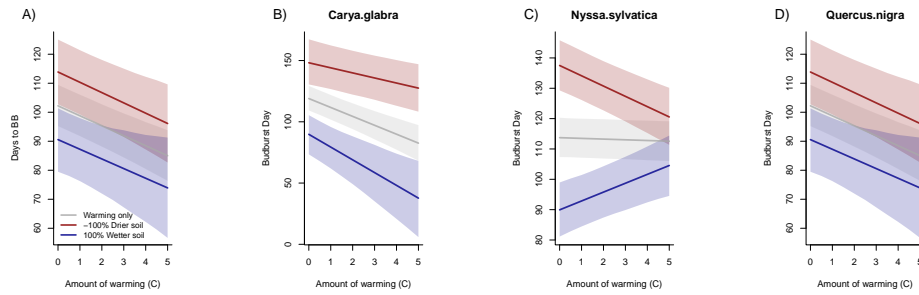 A)
Days to BB
120
110
100
90
80
70
60
Warming only
−100% Drier soil
100% Wetter soil
0 1 2 3 4 5
Amount of warming (C)
B)
Carya.glabra
Budburst Day
150
100
50
0
0 1 2 3 4 5
Amount of warming (C)
C)
Nyssa.sylvatica
Budburst Day
140
130
120
110
100
90
80
0 1 2 3 4 5
Amount of warming (C)
D)
Quercus.nigra
Budburst Day
120
110
100
90
80
70
60
0 1 2 3 4 5
Amount of warming (C)